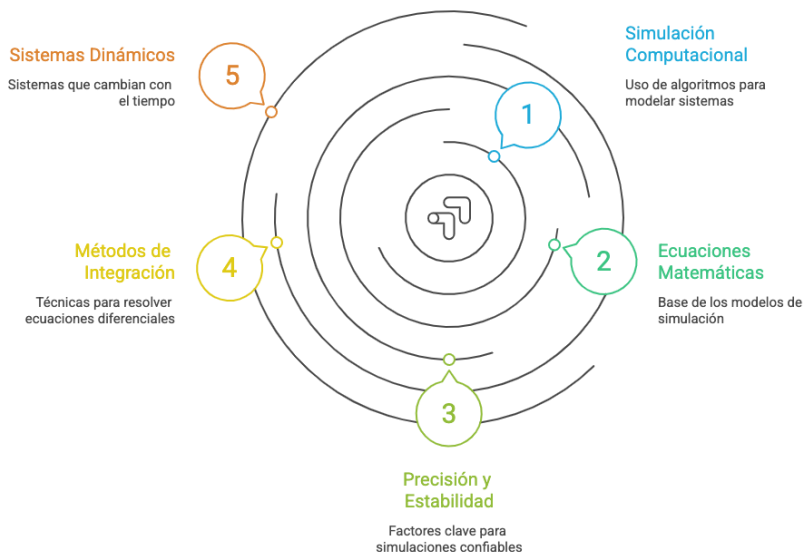 1
Simulación
Computacional
Uso de algoritmos para
modelar sistemas
2
Ecuaciones
Matemáticas
Base de los modelos de
simulación
3
Precisión y
Estabilidad
Factores clave para
simulaciones confiables
4
Métodos de
Integración
Técnicas para resolver
ecuaciones diferenciales
5
Sistemas Dinámicos
Sistemas que cambian con
el tiempo